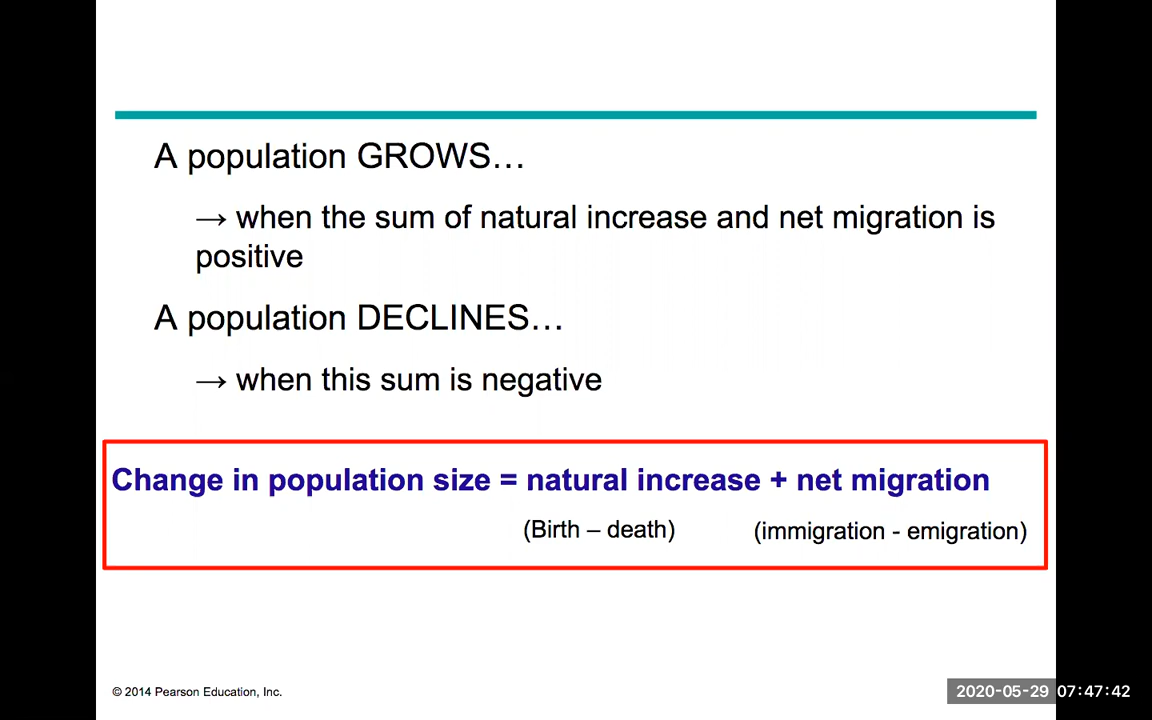 A population GROWS…
→ when the sum of natural increase and net migration is
positive
A population DECLINES…
→ when this sum is negative
Change in population size = natural increase + net migration
(Birth – death) (immigration - emigration)
© 2014 Pearson Education, Inc.
2020-05-29 07:47:42